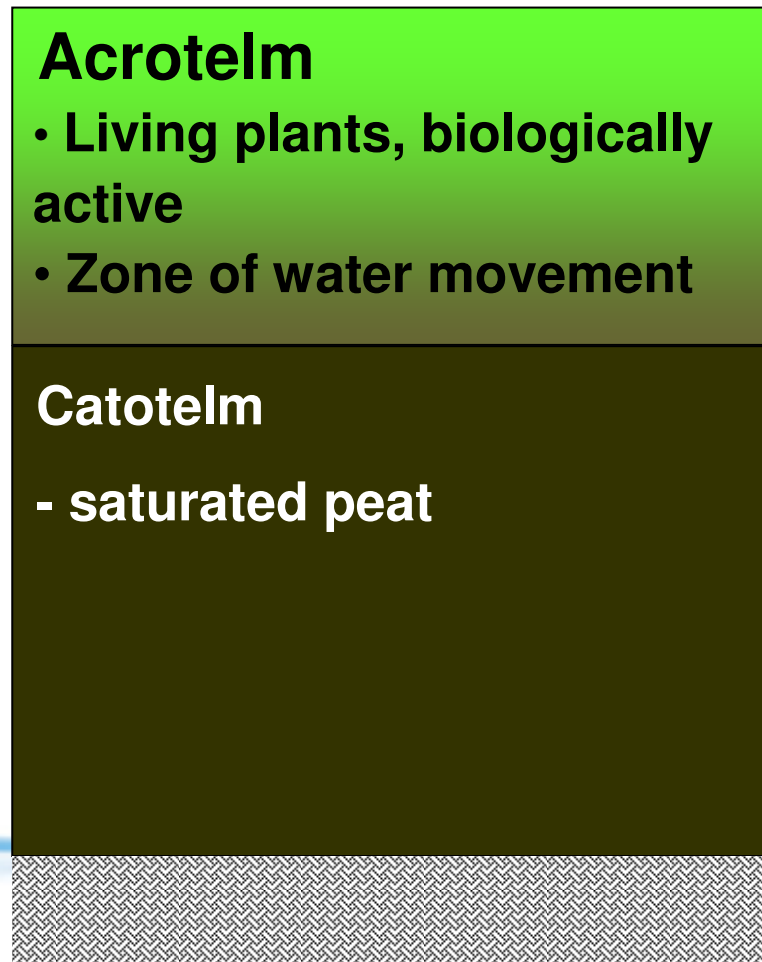 Acrotelm
• Living plants, biologically
active
• Zone of water movement
Catotelm
- saturated peat